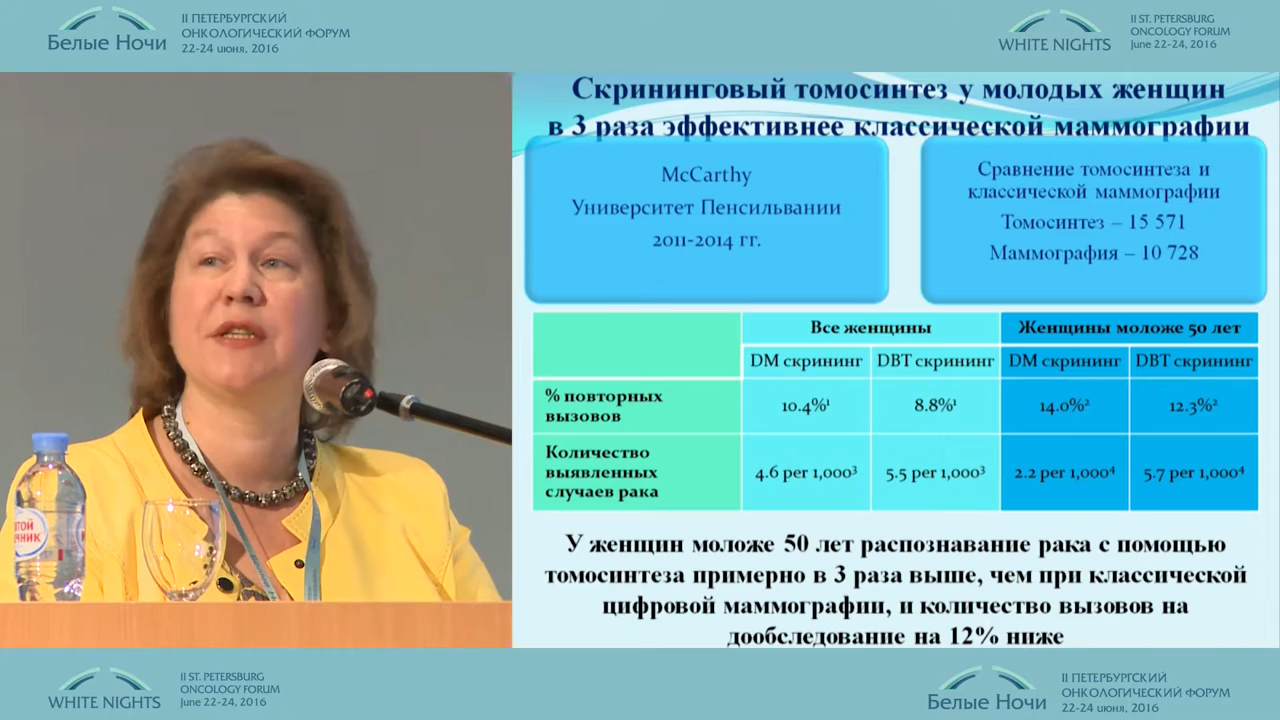 Белые Ночи
II ПЕТЕРБУРГСКИЙ
ОНКОЛОГИЧЕСКИЙ ФОРУМ
22-24 июня, 2016
WHITE NIGHTS
II ST. PETERSBURG
ONCOLOGY FORUM
June 22-24, 2016
Скрининговый томосинтез у молодых женщин
в 3 раза эффективнее классической маммографии
McCarthy
Университет Пенсильвании
2011-2014 гг.
Сравнение томосинтеза и
классической маммографии
Томосинтез – 15 571
Маммография – 10 728
Все женщины
Женщины моложе 50 лет
DM скрининг
DBT скрининг
DM скрининг
DBT скрининг
% повторных
вызовов
10.4%¹
8.8%¹
14.0%²
12.3%²
Количество
выявленных
случаев рака
4.6 per 1,000³
5.5 per 1,000³
2.2 per 1,000⁴
5.7 per 1,000⁴
У женщин моложе 50 лет распознавание рака с помощью
томосинтеза примерно в 3 раза выше, чем при классической
цифровой маммографии, и количество вызовов на
дообследование на 12% ниже
WHITE NIGHTS
II ST. PETERSBURG
ONCOLOGY FORUM
June 22-24, 2016
Белые Ночи
II ПЕТЕРБУРГСКИЙ
ОНКОЛОГИЧЕСКИЙ ФОРУМ
22-24 июня, 2016